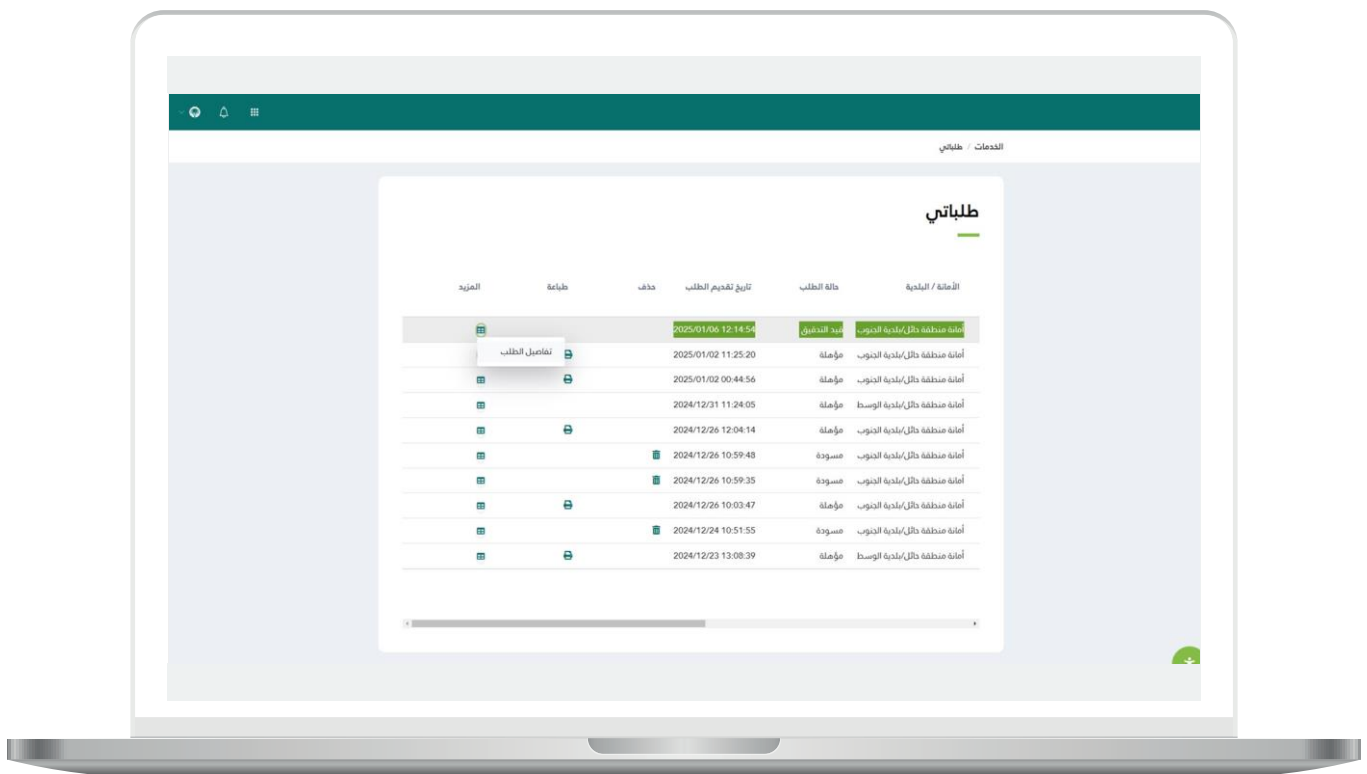 الخدمات / طلباتي
طلباتي
الأمانة / البلدية حالة الطلب تاريخ تقديم الطلب حذف طباعة المزيد
أمانة منطقة حائل/بلدية الجنوب قيد التدقيق 2025/01/06 12:14:54
تفاصيل الطلب
أمانة منطقة حائل/بلدية الجنوب مؤهلة 2025/01/02 11:25:20
أمانة منطقة حائل/بلدية الجنوب مؤهلة 2025/01/02 00:44:56
أمانة منطقة حائل/بلدية الوسط مؤهلة 2024/12/31 11:24:05
أمانة منطقة حائل/بلدية الجنوب مؤهلة 2024/12/26 12:04:14
أمانة منطقة حائل/بلدية الجنوب مسودة 2024/12/26 10:59:48
أمانة منطقة حائل/بلدية الجنوب مسودة 2024/12/26 10:59:35
أمانة منطقة حائل/بلدية الجنوب مؤهلة 2024/12/26 10:03:47
أمانة منطقة حائل/بلدية الجنوب مسودة 2024/12/24 10:51:55
أمانة منطقة حائل/بلدية الوسط مؤهلة 2024/12/23 13:08:39